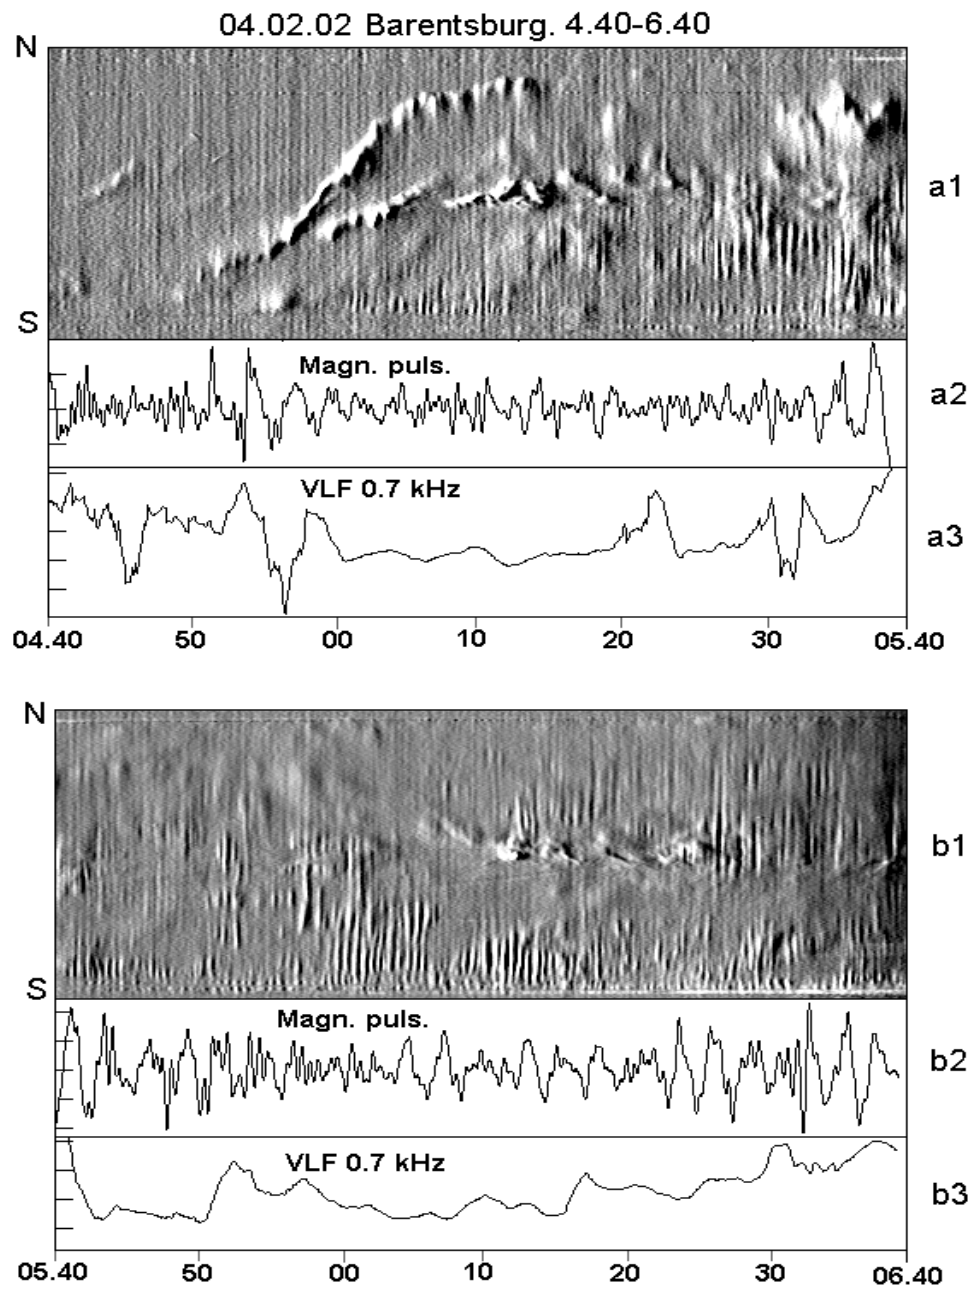 04.02.02 Barentsburg. 4.40-6.40
N
a1
S
Magn. puls.
a2
VLF 0.7 kHz
a3
04.40 50 00 10 20 30 05.40
N
b1
S
Magn. puls.
b2
VLF 0.7 kHz
b3
05.40 50 00 10 20 30 06.40